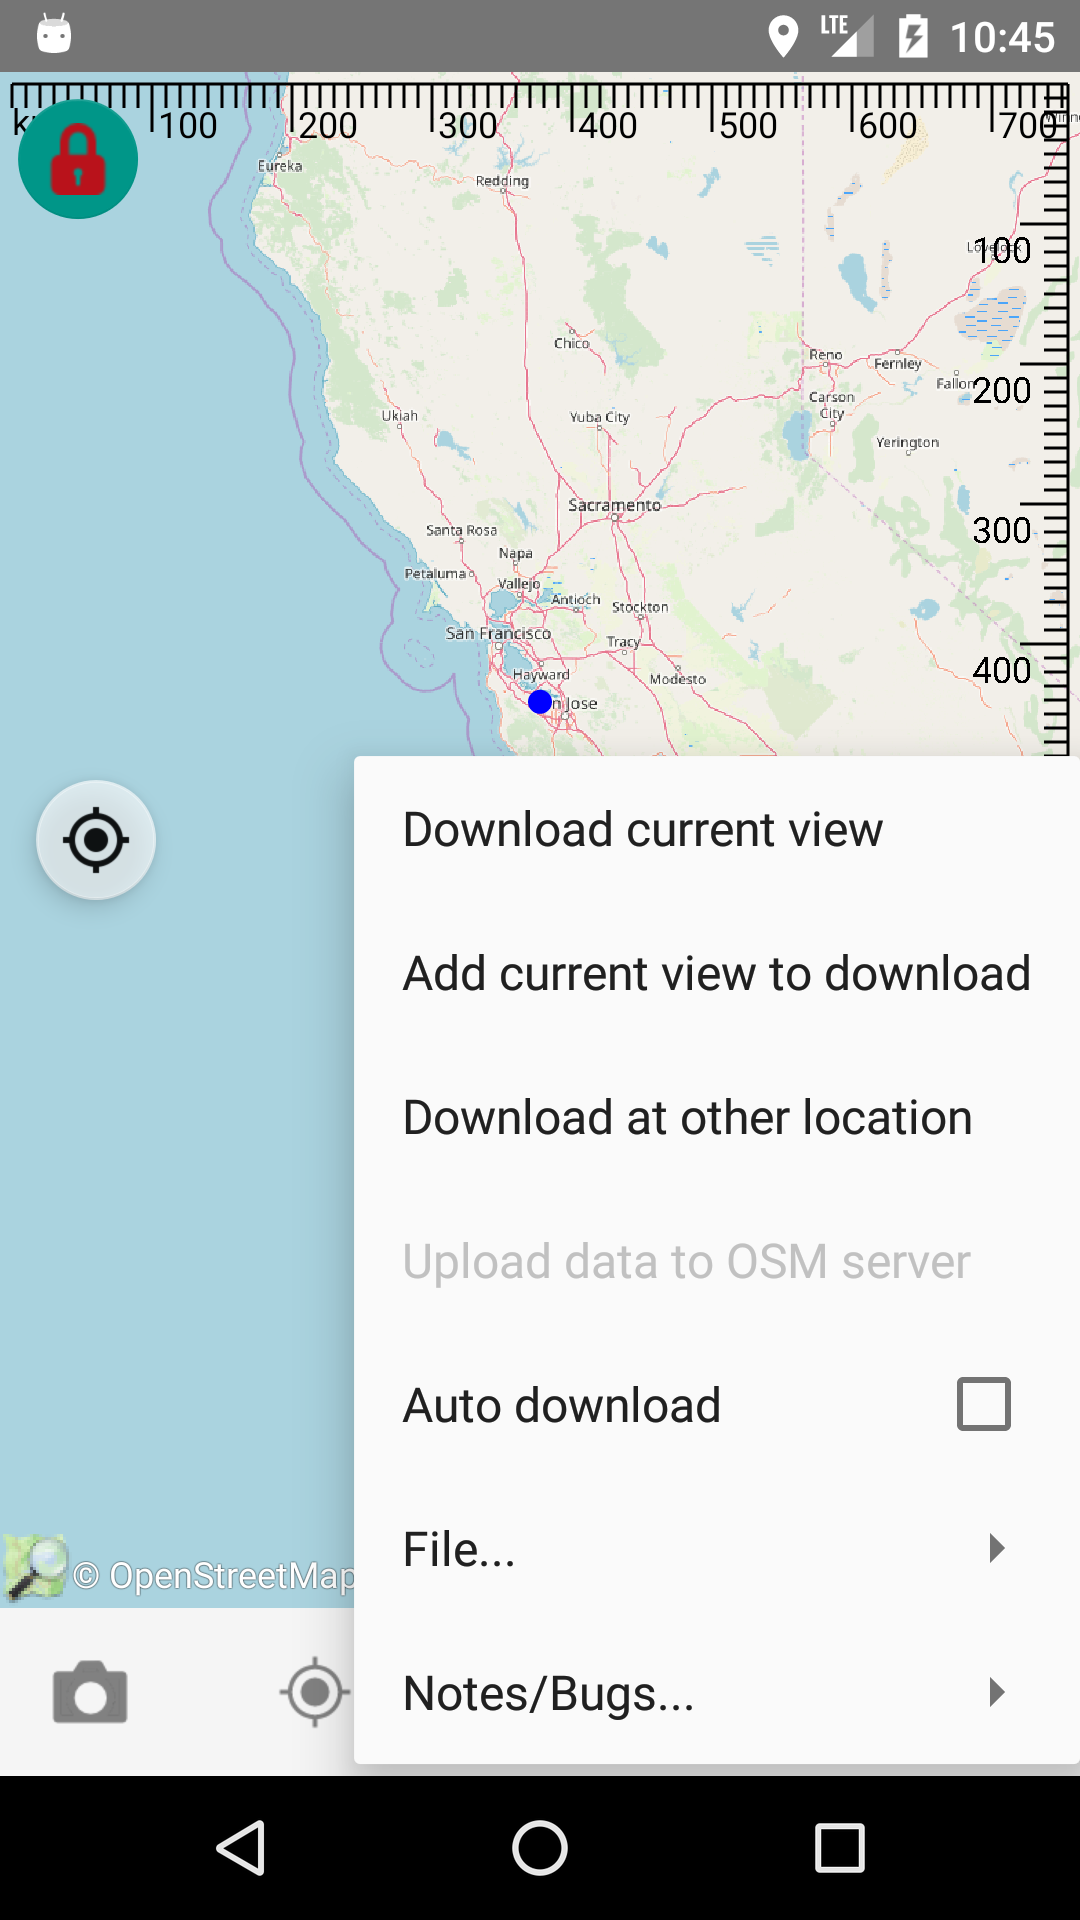 LTE 10:45
100 200 300 400 500 600 700
Eureka
Redding
Lovelock
100
Chico
Reno
Fernley
Fallon
200
Carson
City
Ukiah
Yuba City
Yerington
Sacramento
300
Santa Rosa
Napa
Petaluma
Vallejo
Antioch
Stockton
San Francisco
Tracy
400
Hayward
Modesto
n Jose
Download current view
Add current view to download
Download at other location
Upload data to OSM server
Auto download
File...
© OpenStreetMap
Notes/Bugs...